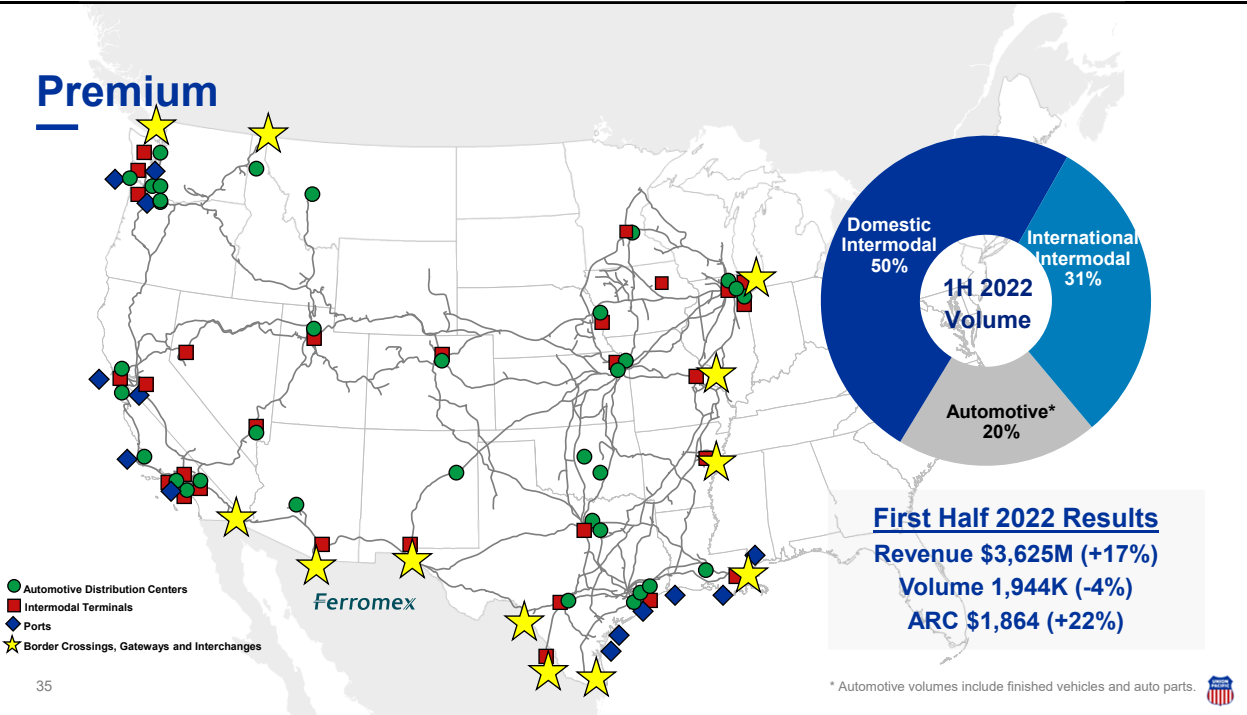 Premium
Domestic
Intermodal
50%
International
Intermodal
31%
1H 2022
Volume
Automotive*
20%
First Half 2022 Results
Revenue $3,625M (+17%)
Volume 1,944K (-4%)
ARC $1,864 (+22%)
Automotive Distribution Centers
Intermodal Terminals
Ports
Border Crossings, Gateways and Interchanges
Ferromex
35
* Automotive volumes include finished vehicles and auto parts.
UNION
PACIFIC